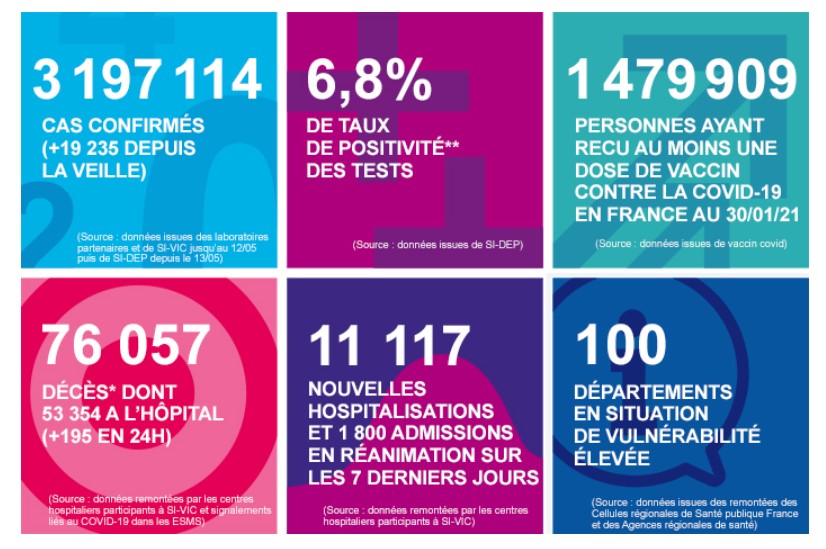 3 197 114
CAS CONFIRMÉS
(+19 235 DEPUIS
LA VEILLE)
(Source : données issues des laboratoires
partenaires et de SI-VIC jusqu'au 12/05
puis de SI-DEP depuis le 13/05)
6,8%
DE TAUX
DE POSITIVITÉ**
DES TESTS
(Source : données issues de SI-DEP)
1 479 909
PERSONNES AYANT
RECU AU MOINS UNE
DOSE DE VACCIN
CONTRE LA COVID-19
EN FRANCE AU 30/01/21
(Source : données issues de vaccin covid)
76 057
DÉCÈS* DONT
53 354 A L'HÔPITAL
(+195 EN 24H)
(Source : données remontées par les centres
hospitaliers participants à SI-VIC et signalements
liés au COVID-19 dans les ESMS)
11 117
NOUVELLES
HOSPITALISATIONS
ET 1 800 ADMISSIONS
EN RÉANIMATION SUR
LES 7 DERNIERS JOURS
(Source : données remontées par les centres
hospitaliers participants à SI-VIC)
100
DÉPARTEMENTS
EN SITUATION
DE VULNÉRABILITÉ
ÉLEVÉE
(Source : données issues des remontées des
Cellules régionales de Santé publique France
et des Agences régionales de santé)